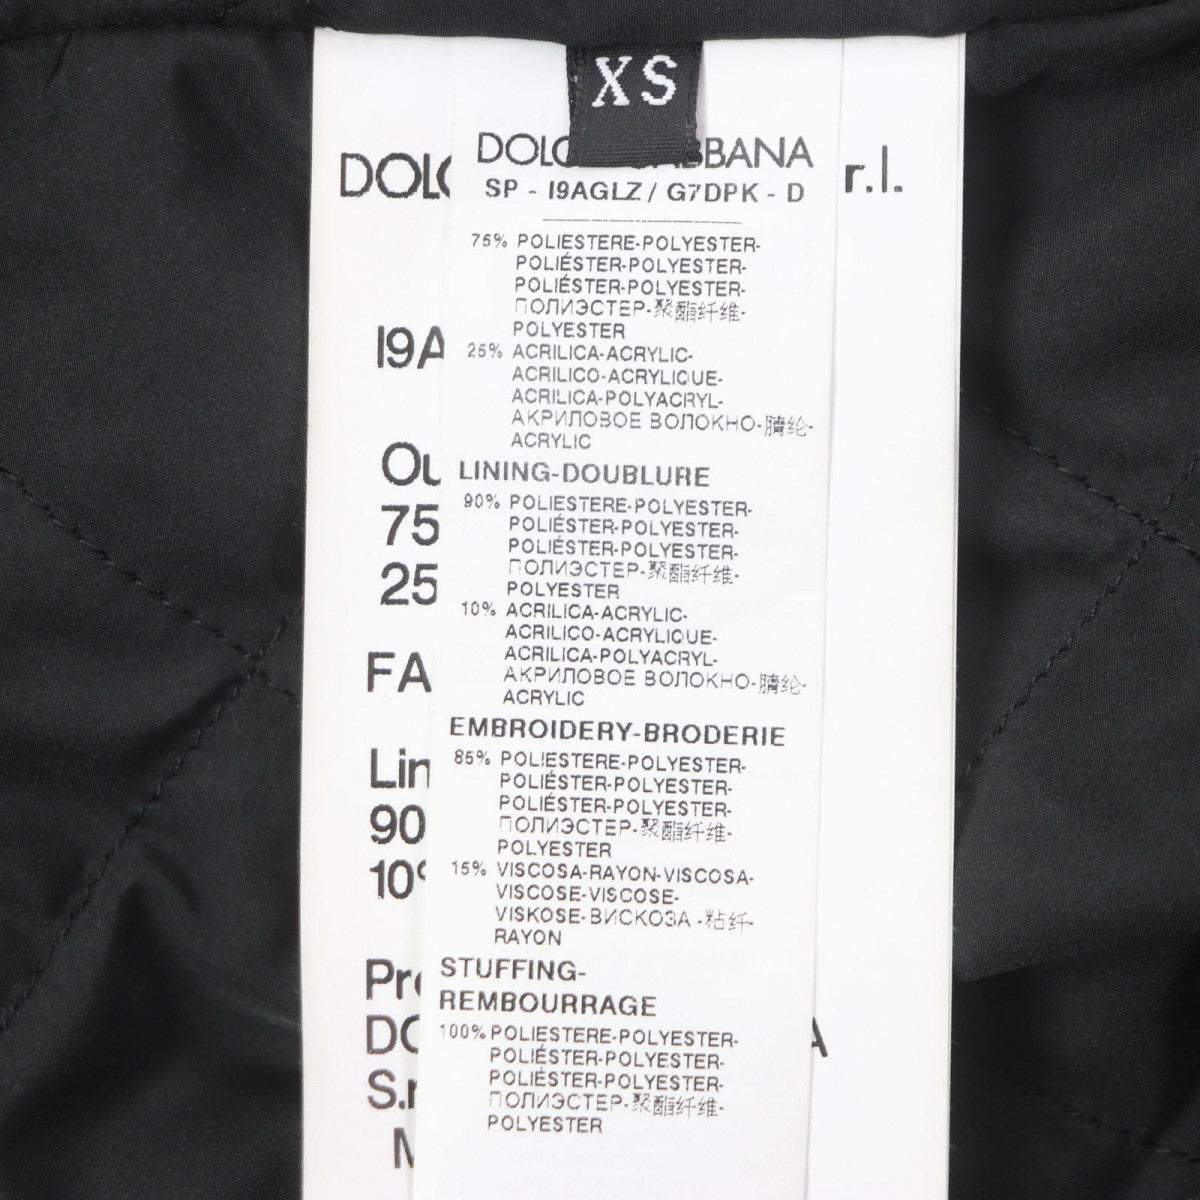 XS
DOLC ABBANA
SP - I9AGLZ / G7DPK - D
75% POLIESTERE-POLYESTER-
POLIÉSTER-POLYESTER-
POLIÉSTER-POLYESTER-
ПОЛИЭСТЕР-聚酯纤维-
POLYESTER
25% ACRILICA-ACRYLIC-
ACRILICO-ACRYLIQUE-
ACRILICA-POLYACRYL-
АКРИЛОВОЕ ВОЛОКНО-腈纶-
ACRYLIC
LINING-DOUBLURE
90% POLIESTERE-POLYESTER-
POLIÉSTER-POLYESTER-
POLIÉSTER-POLYESTER-
ПОЛИЭСТЕР-聚酯纤维-
POLYESTER
10% ACRILICA-ACRYLIC-
ACRILICO-ACRYLIQUE-
ACRILICA-POLYACRYL-
АКРИЛОВОЕ ВОЛОКНО-腈纶-
ACRYLIC
EMBROIDERY-BRODERIE
85% POLIESTERE-POLYESTER-
POLIÉSTER-POLYESTER-
POLIÉSTER-POLYESTER-
ПОЛИЭСТЕР-聚酯纤维-
POLYESTER
15% VISCOSA-RAYON-VISCOSA-
VISCOSE-VISCOSE-
VISKOSE-ВИСКОЗА -粘纤-
RAYON
STUFFING-
REMBOURRAGE
100% POLIESTERE-POLYESTER-
POLIÉSTER-POLYESTER-
POLIÉSTER-POLYESTER-
ПОЛИЭСТЕР-聚酯纤维-
POLYESTER
DOL r.l.
I9A
75
25
FA
Lin
90
10
S.r